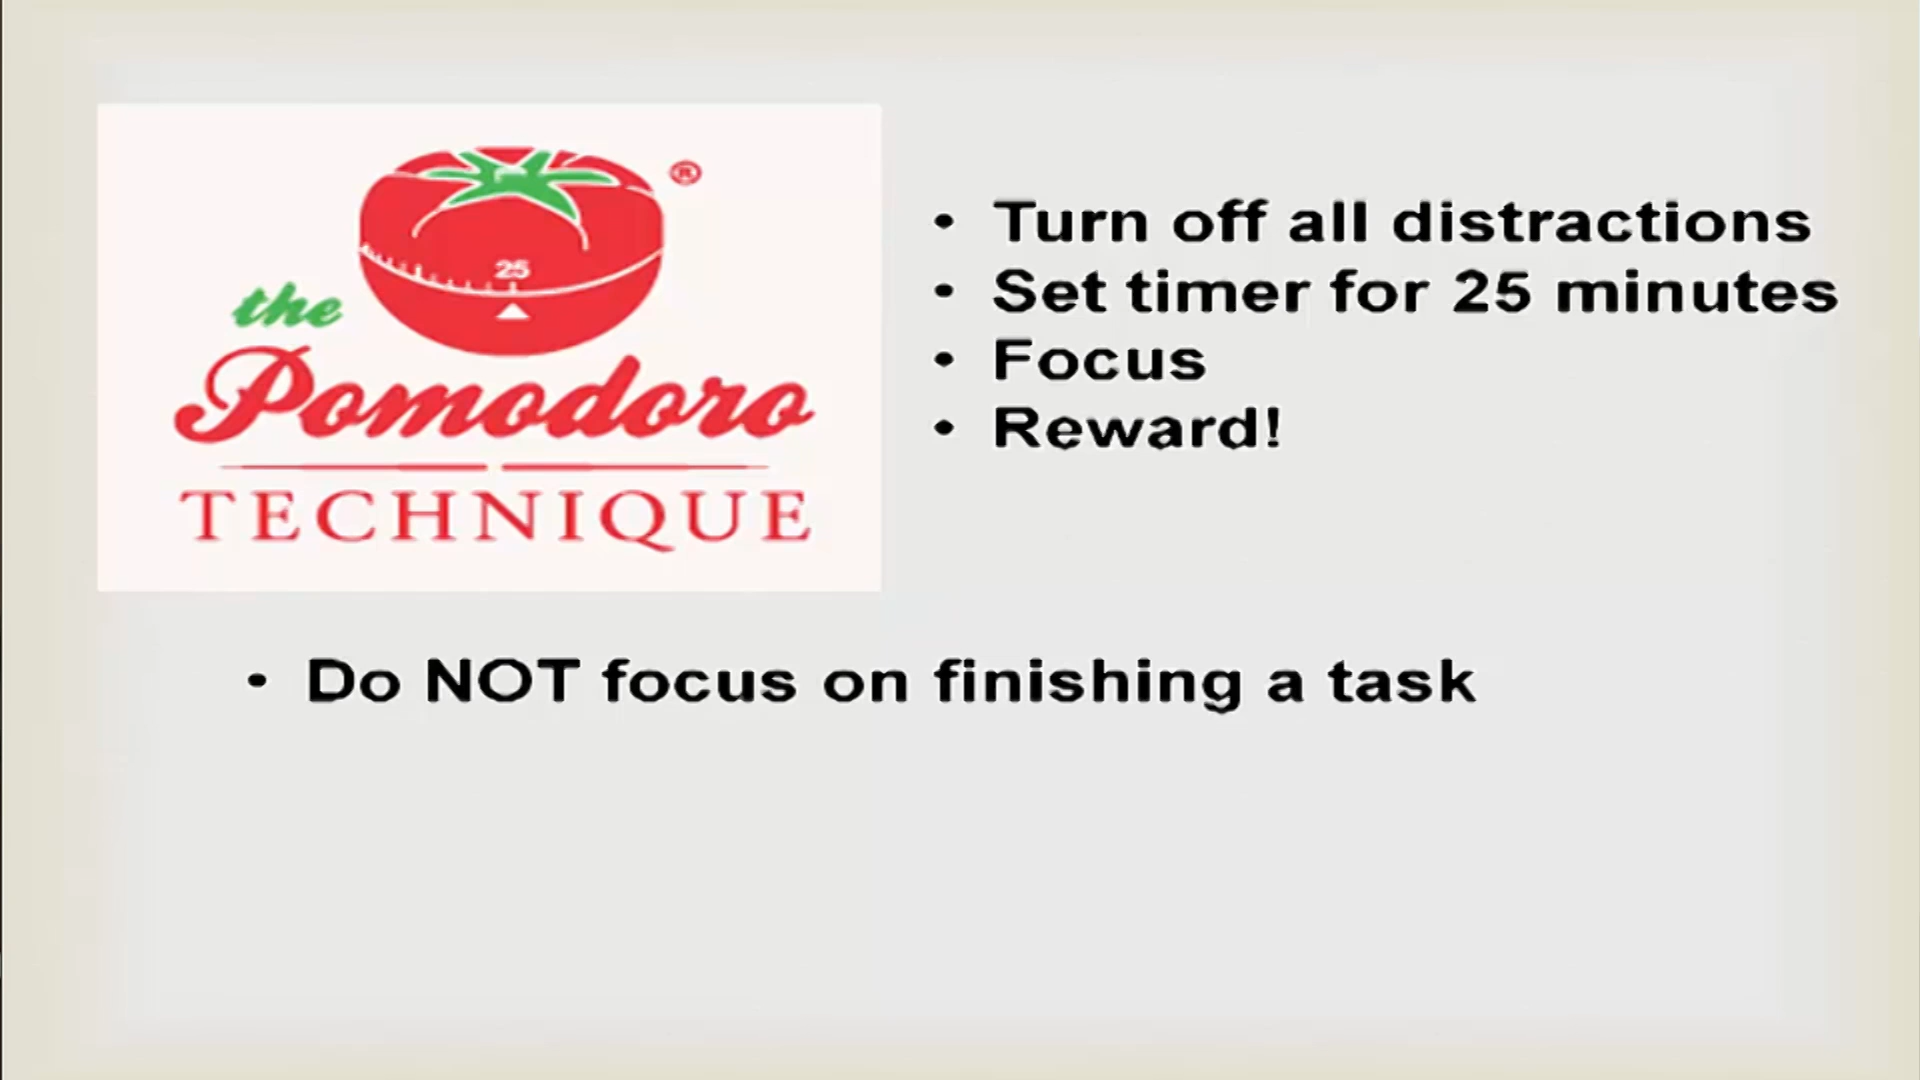 ®
25
the
Pomodoro
TECHNIQUE
• Turn off all distractions
• Set timer for 25 minutes
• Focus
• Reward!
• Do NOT focus on finishing a task